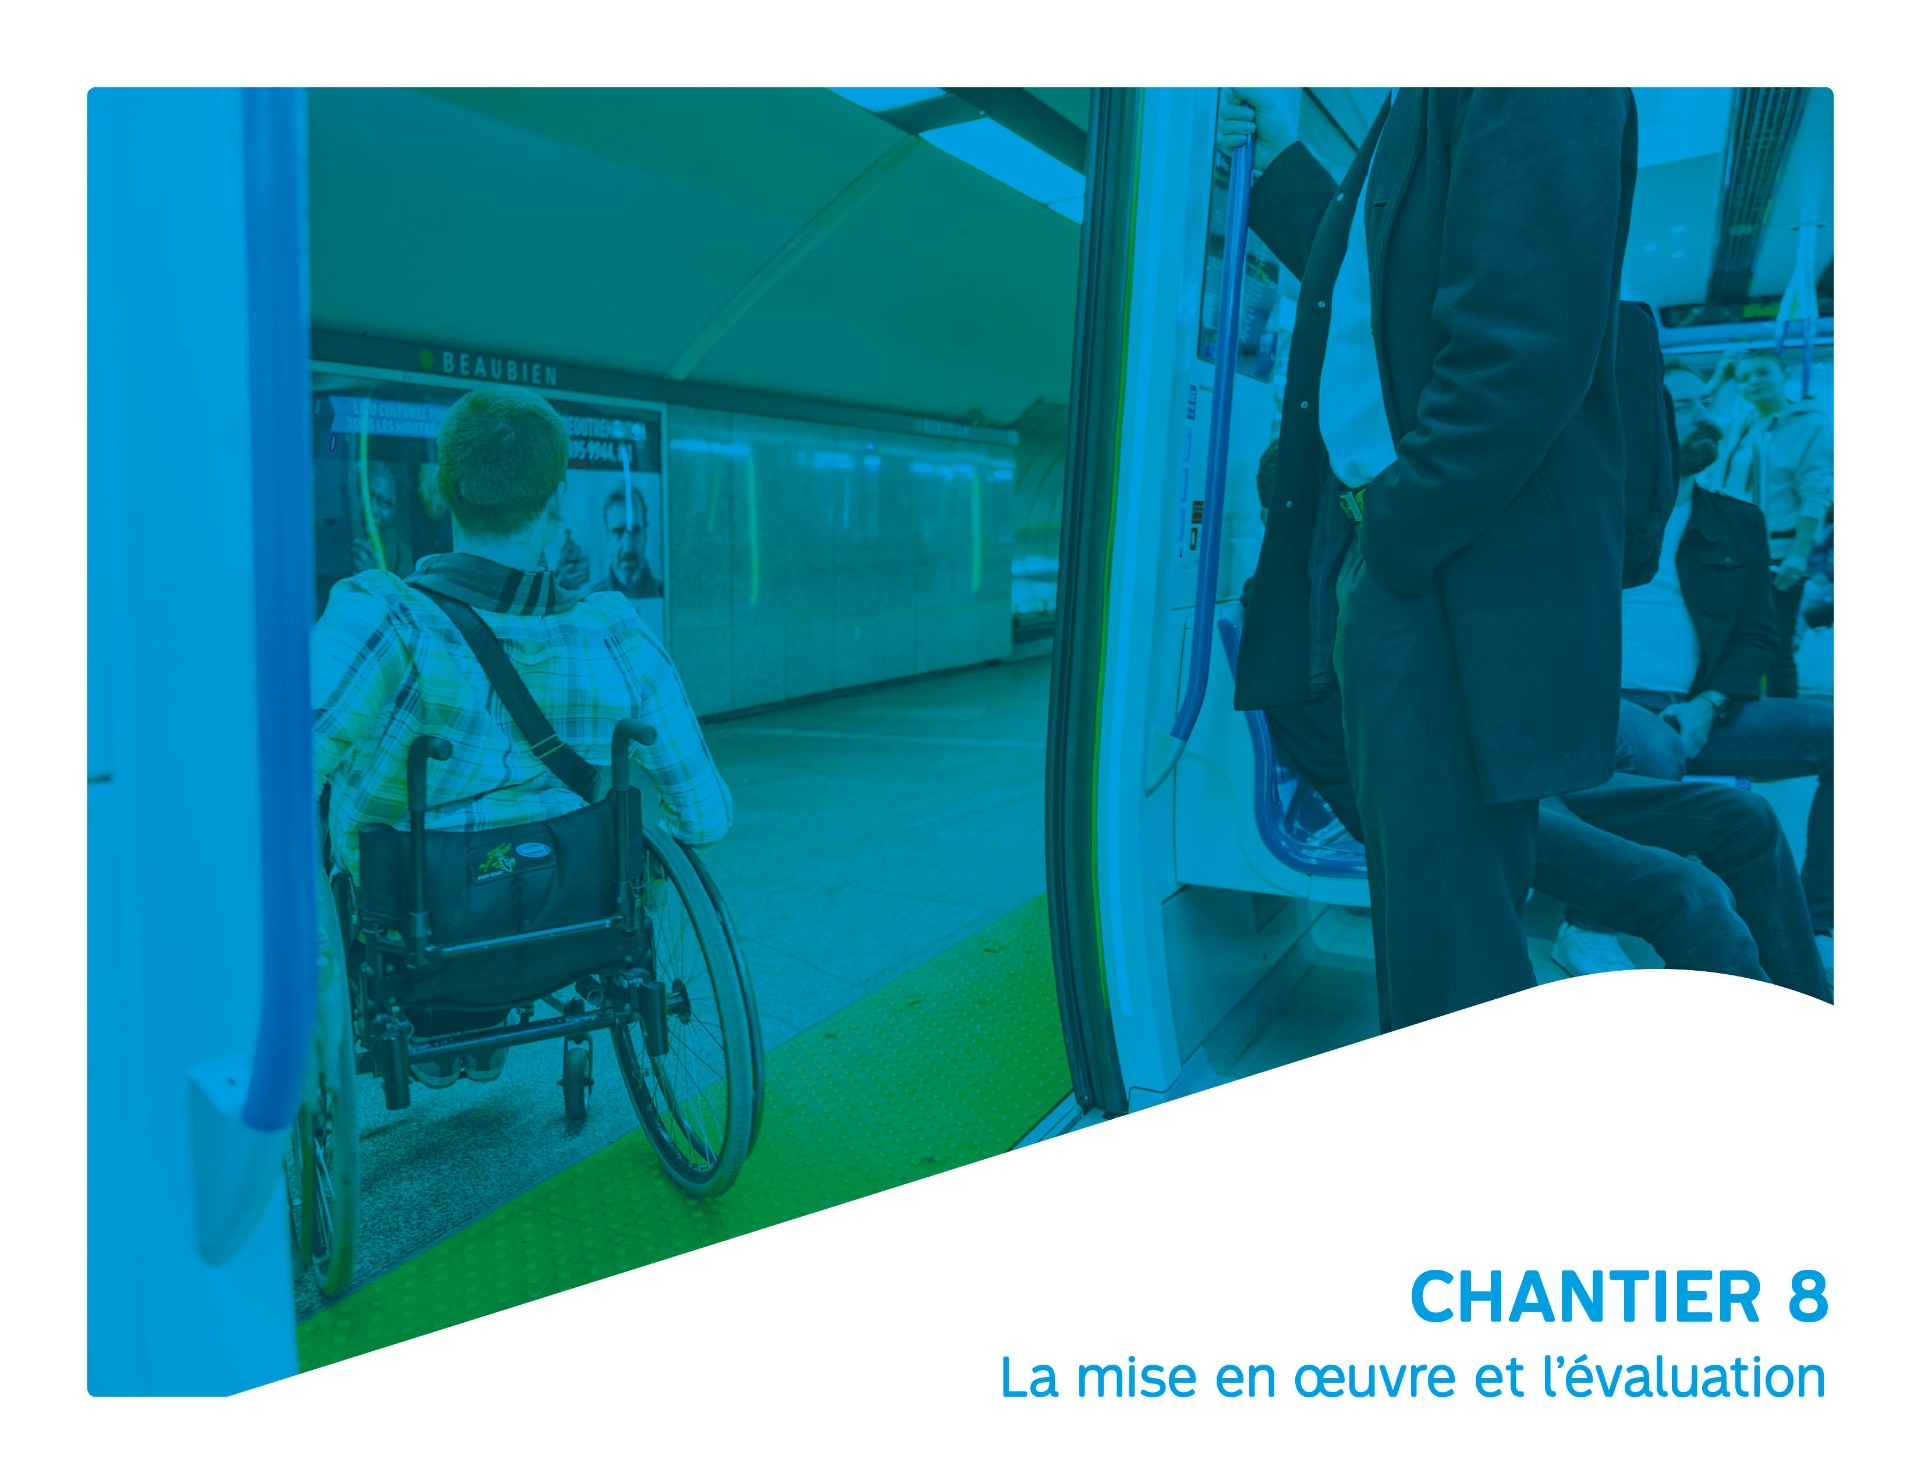 BEAUBIEN
CHANTIER 8
La mise en œuvre et l'évaluation